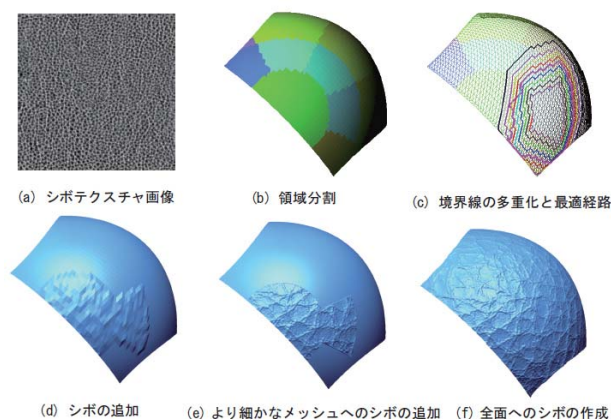 (a) シボテクスチャ画像
(b) 領域分割
(c) 境界線の多重化と最適経路
(d) シボの追加
(e) より細かなメッシュへのシボの追加
(f) 全面へのシボの作成